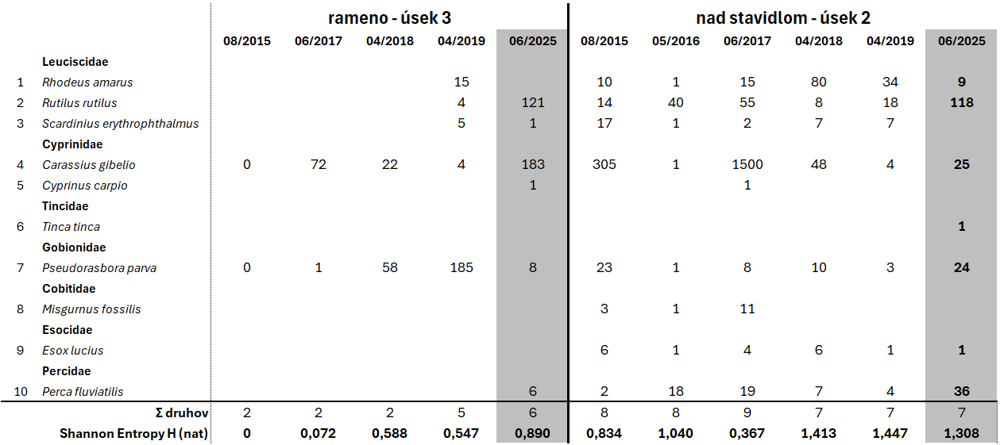 rameno - úsek 3 nad stavidlom - úsek 2
08/2015 06/2017 04/2018 04/2019 06/2025 08/2015 05/2016 06/2017 04/2018 04/2019 06/2025
Leuciscidae
1 Rhodeus amarus 15 10 1 15 80 34 9
2 Rutilus rutilus 4 121 14 40 55 8 18 118
3 Scardinius erythrophthalmus 5 1 17 1 2 7 7
Cyprinidae
4 Carassius gibelio 0 72 22 4 183 305 1 1500 48 4 25
5 Cyprinus carpio 1 1
Tincidae
6 Tinca tinca 1
Gobionidae
7 Pseudorasbora parva 0 1 58 185 8 23 1 8 10 3 24
Cobitidae
8 Misgurnus fossilis 3 1 11
Esocidae
9 Esox lucius 6 1 4 6 1 1
Percidae
10 Perca fluviatilis 6 2 18 19 7 4 36
Σ druhov 2 2 2 5 6 8 8 9 7 7 7
Shannon Entropy H (nat) 0 0,072 0,588 0,547 0,890 0,834 1,040 0,367 1,413 1,447 1,308